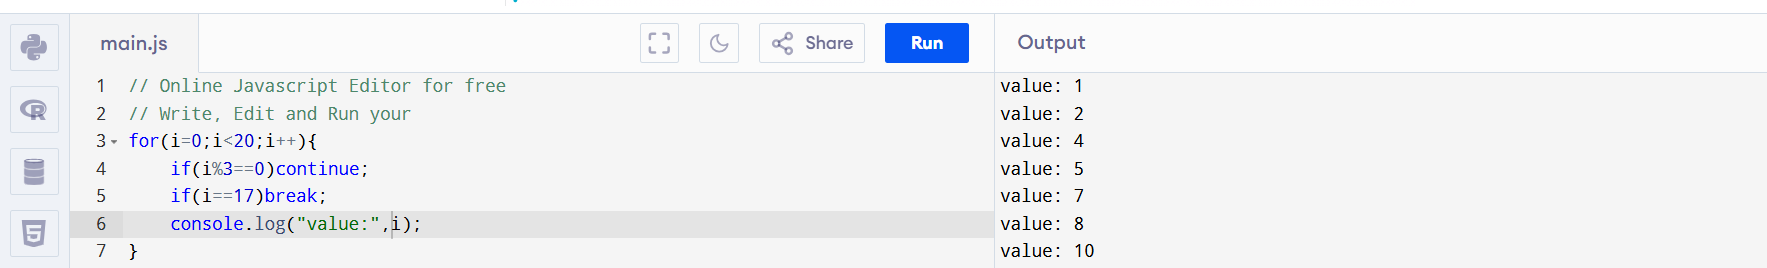 main.js
Share
Run
Output
1 // Online Javascript Editor for free
2 // Write, Edit and Run your
3 for(i=0;i<20;i++){
4 if(i%3==0)continue;
5 if(i==17)break;
6 console.log("value:",i);
7 }
value: 1
value: 2
value: 4
value: 5
value: 7
value: 8
value: 10